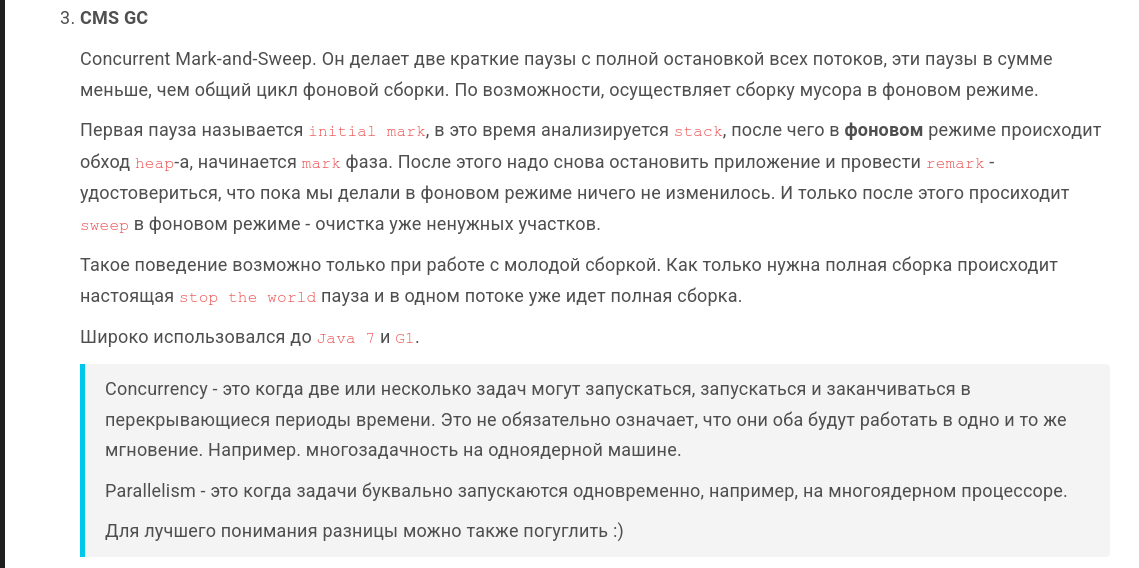 3. CMS GC
Concurrent Mark-and-Sweep. Он делает две краткие паузы с полной остановкой всех потоков, эти паузы в сумме
меньше, чем общий цикл фоновой сборки. По возможности, осуществляет сборку мусора в фоновом режиме.
Первая пауза называется initial mark, в это время анализируется stack, после чего в фоновом режиме происходит
обход heap-а, начинается mark фаза. После этого надо снова остановить приложение и провести remark -
удостовериться, что пока мы делали в фоновом режиме ничего не изменилось. И только после этого просиходит
sweep в фоновом режиме - очистка уже ненужных участков.
Такое поведение возможно только при работе с молодой сборкой. Как только нужна полная сборка происходит
настоящая stop the world пауза и в одном потоке уже идет полная сборка.
Широко использовался до Java 7 и G1.
Concurrency - это когда две или несколько задач могут запускаться, запускаться и заканчиваться в
перекрывающиеся периоды времени. Это не обязательно означает, что они оба будут работать в одно и то же
мгновение. Например. многозадачность на одноядерной машине.
Parallelism - это когда задачи буквально запускаются одновременно, например, на многоядерном процессоре.
Для лучшего понимания разницы можно также погуглить :)